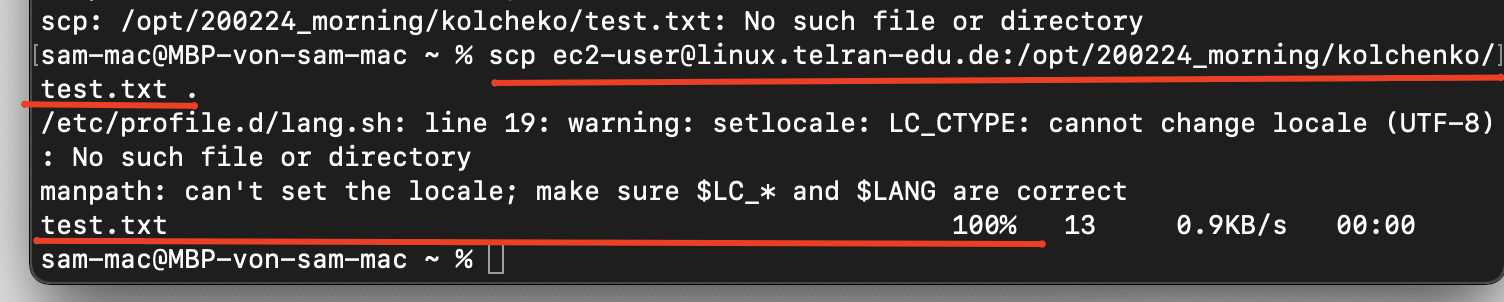 scp: /opt/200224_morning/kolcheko/test.txt: No such file or directory
[sam-mac@MBP-von-sam-mac ~ % scp ec2-user@linux.telran-edu.de:/opt/200224_morning/kolchenko/]
test.txt .
/etc/profile.d/lang.sh: line 19: warning: setlocale: LC_CTYPE: cannot change locale (UTF-8)
: No such file or directory
manpath: can't set the locale; make sure $LC_* and $LANG are correct
test.txt 100% 13 0.9KB/s 00:00
sam-mac@MBP-von-sam-mac ~ %